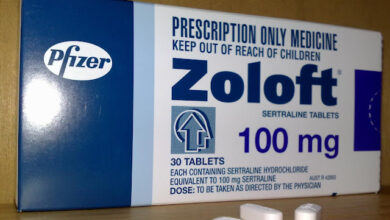 Pfizer
PRESCRIPTION ONLY MEDICINE
KEEP OUT OF REACH OF CHILDREN
Zoloft®
SERTRALINE TABLETS
100 mg
30 TABLETS
EACH CONTAINING SERTRALINE HYDROCHLORIDE
EQUIVALENT TO 100 mg SERTRALINE
AUST R
DOSE: TO BE TAKEN AS DIRECTED BY THE PHYSICIAN